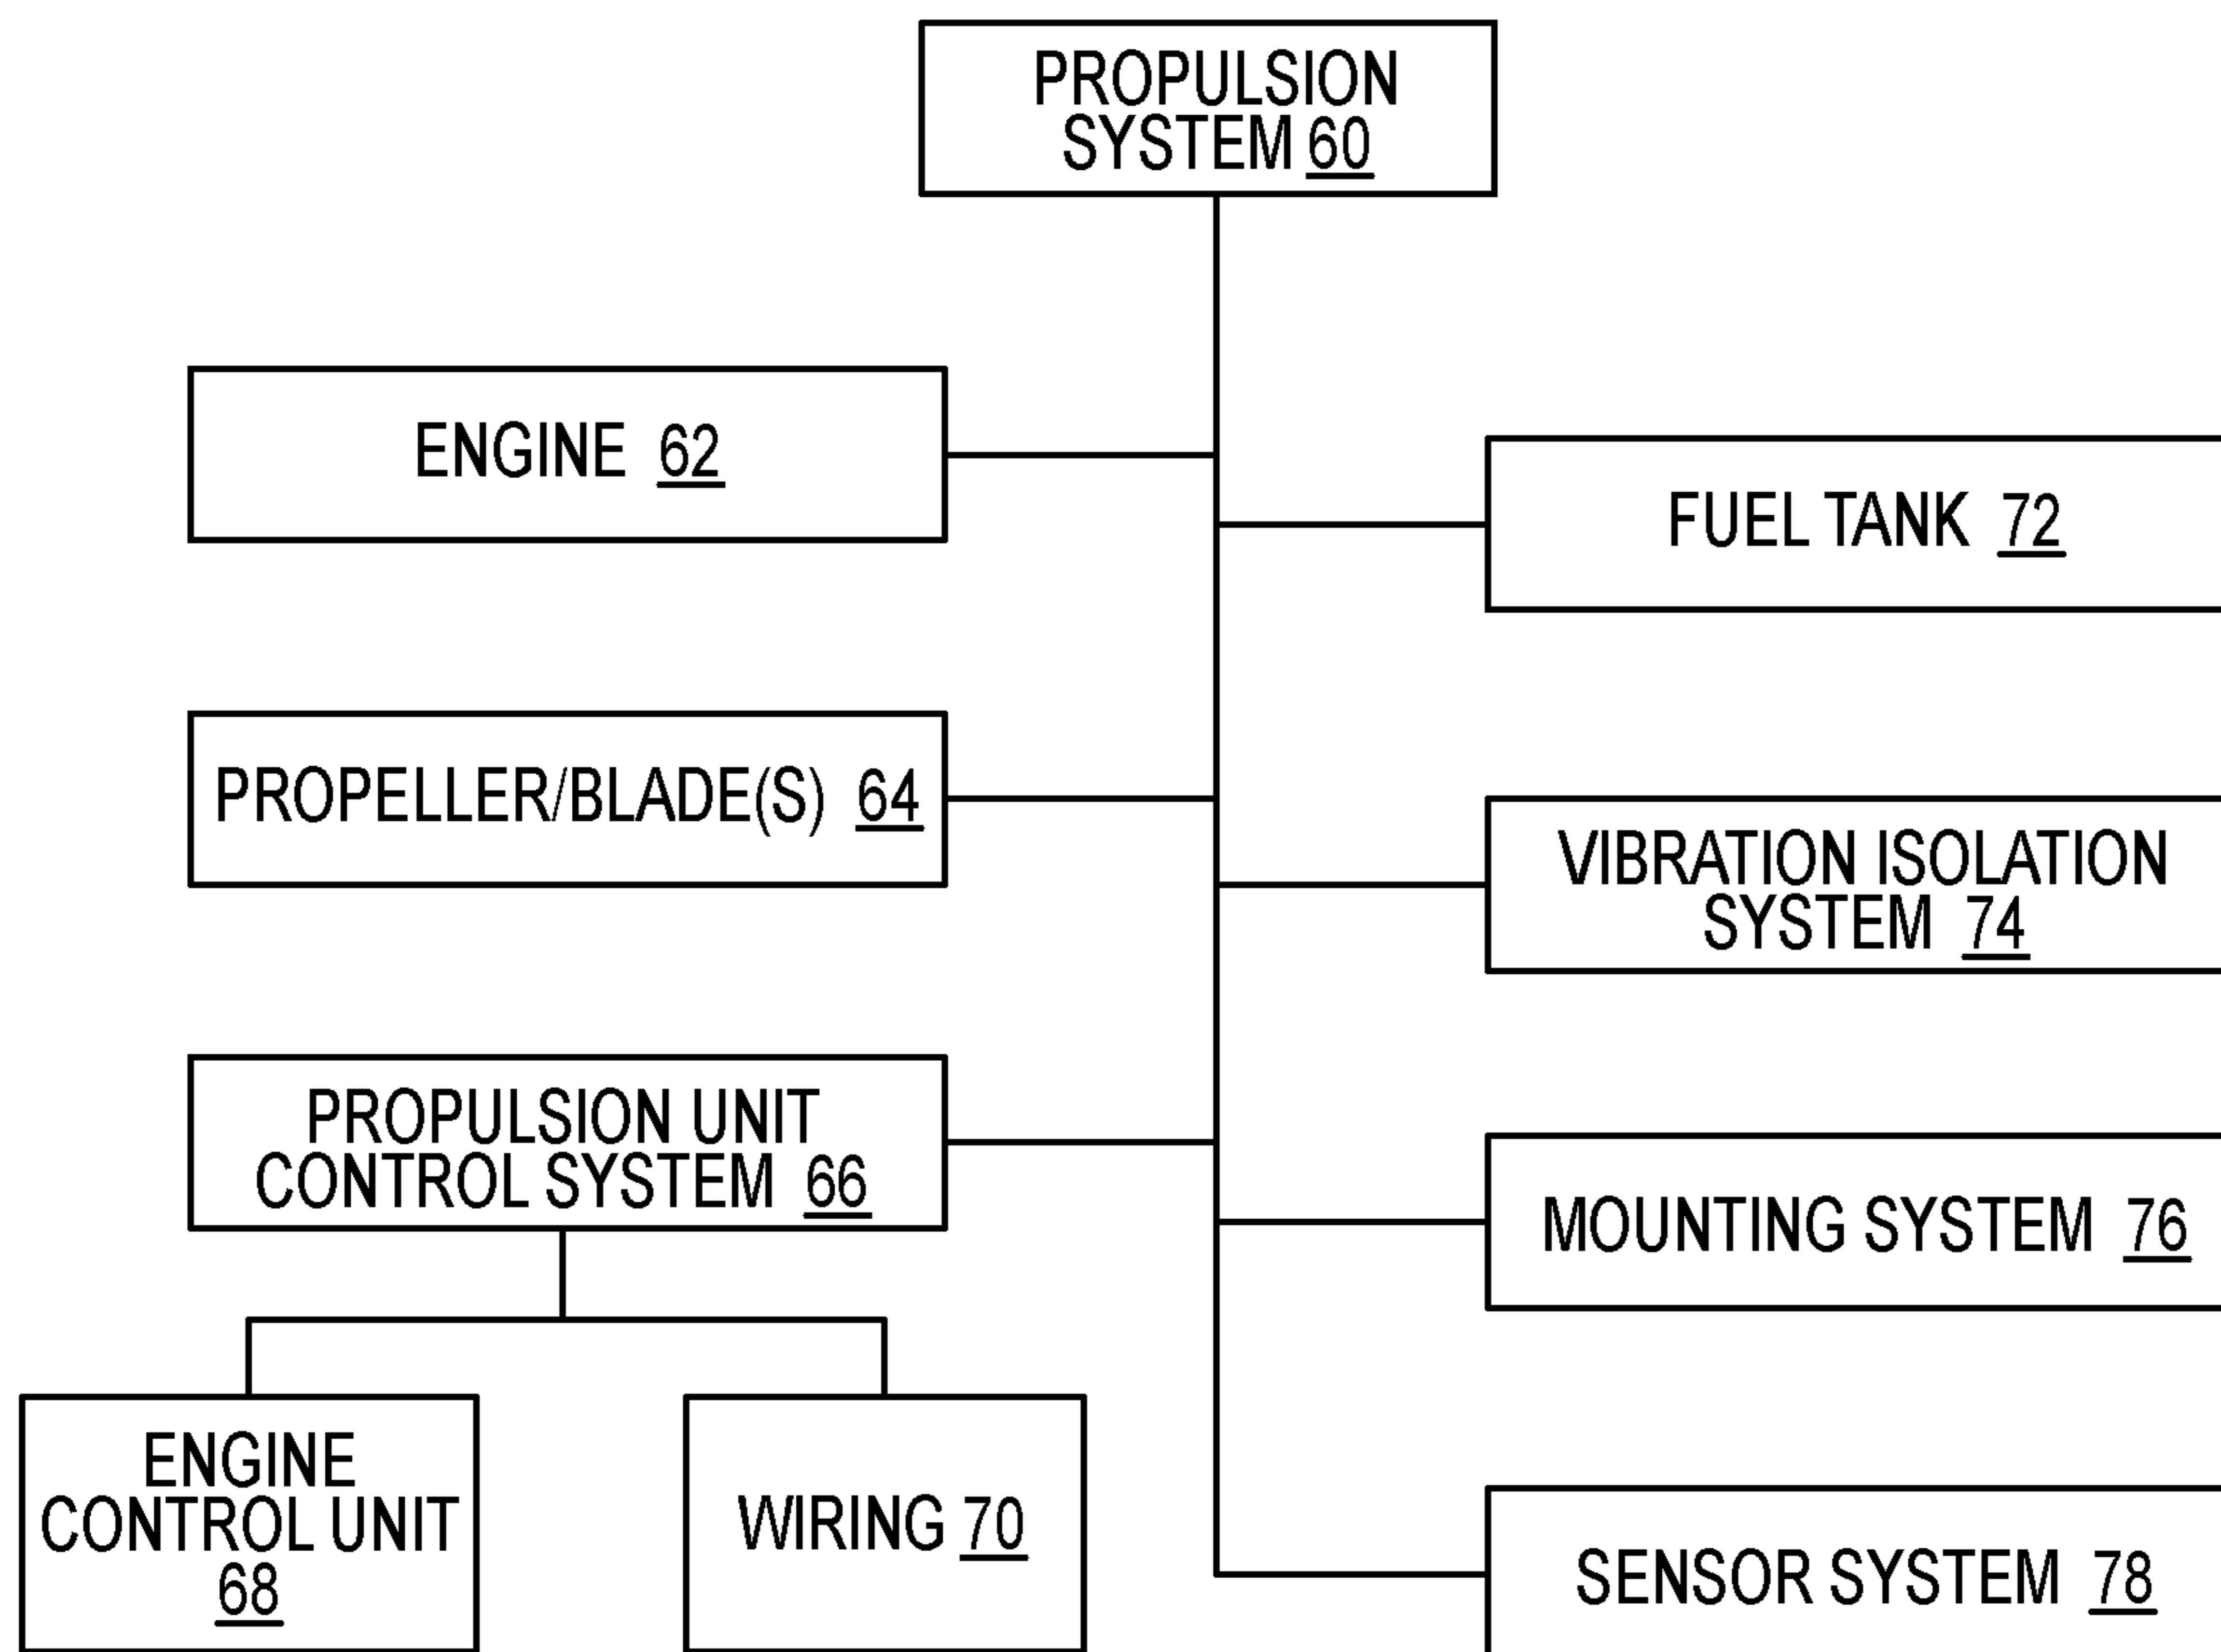 PROPULSION
SYSTEM 60
ENGINE 62
FUEL TANK 72
PROPELLER/BLADE(S) 64
VIBRATION ISOLATION
SYSTEM 74
PROPULSION UNIT
CONTROL SYSTEM 66
MOUNTING SYSTEM 76
ENGINE
CONTROL UNIT
68
WIRING 70
SENSOR SYSTEM 78